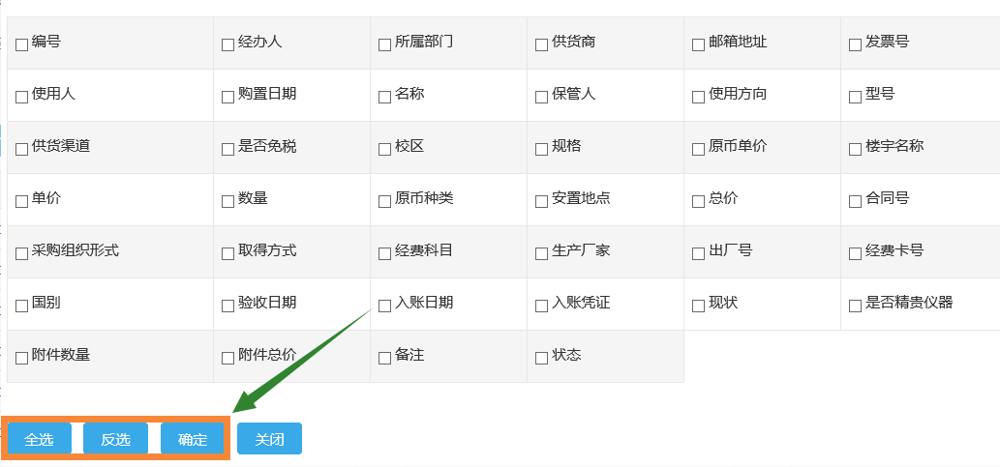 编号 经办人 所属部门 供货商 邮箱地址 发票号
使用人 购置日期 名称 保管人 使用方向 型号
供货渠道 是否免税 校区 规格 原币单价 楼宇名称
单价 数量 原币种类 安置地点 总价 合同号
采购组织形式 取得方式 经费科目 生产厂家 出厂号 经费卡号
国别 验收日期 入账日期 入账凭证 现状 是否精贵仪器
附件数量 附件总价 备注 状态
全选 反选 确定 关闭